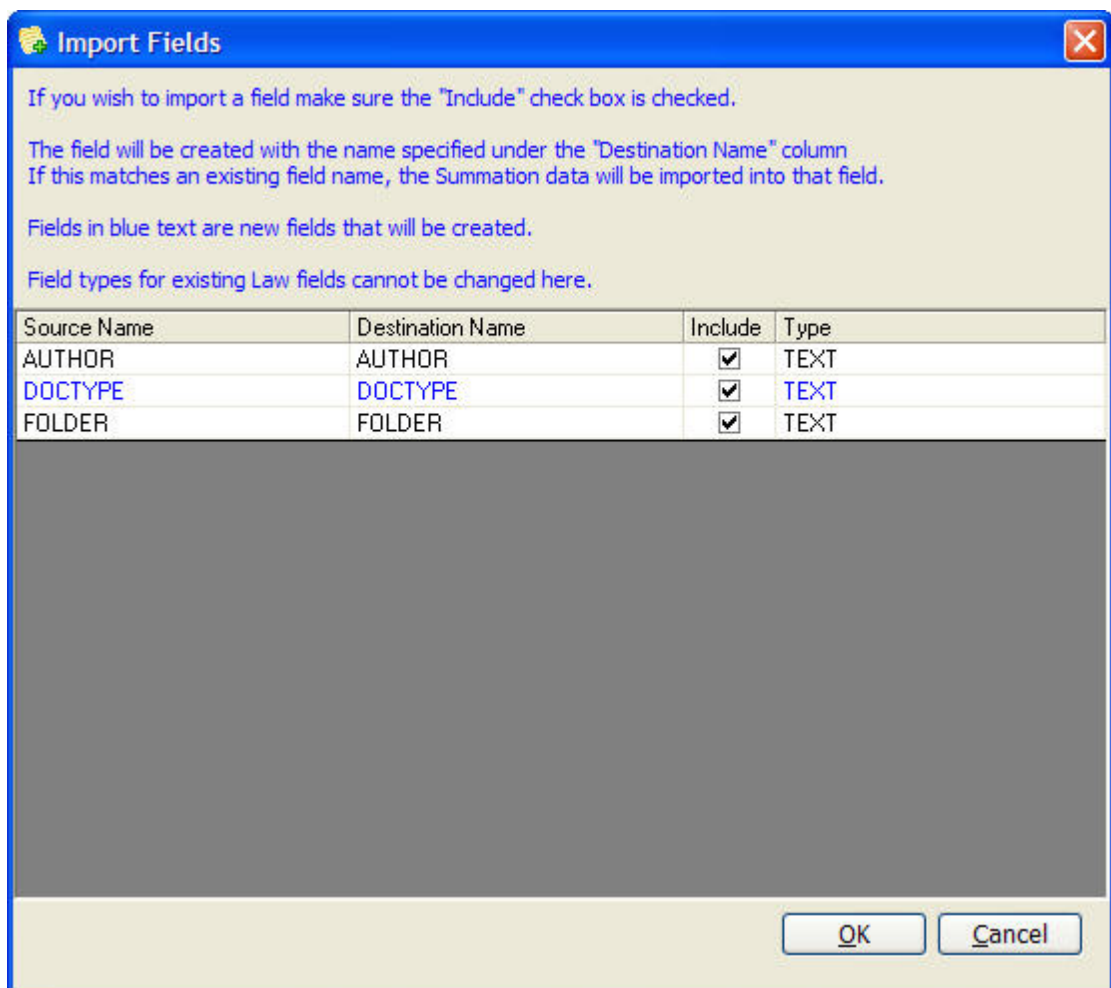 Import Fields
If you wish to import a field make sure the "Include" check box is checked.
The field will be created with the name specified under the "Destination Name" column
If this matches an existing field name, the Summation data will be imported into that field.
Fields in blue text are new fields that will be created.
Field types for existing Law fields cannot be changed here.
Source Name Destination Name Include Type
AUTHOR AUTHOR TEXT
DOCTYPE DOCTYPE TEXT
FOLDER FOLDER TEXT
OK Cancel